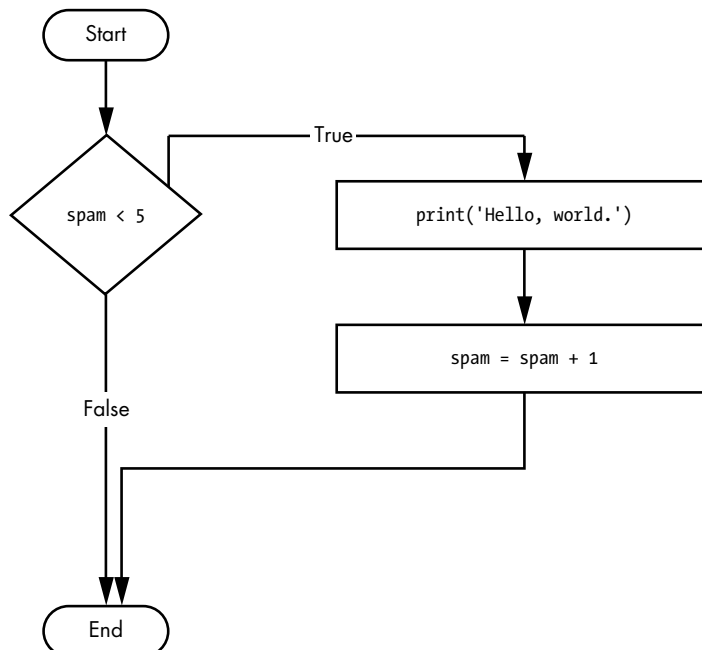 Start
True
spam < 5
print('Hello, world.')
spam = spam + 1
False
End